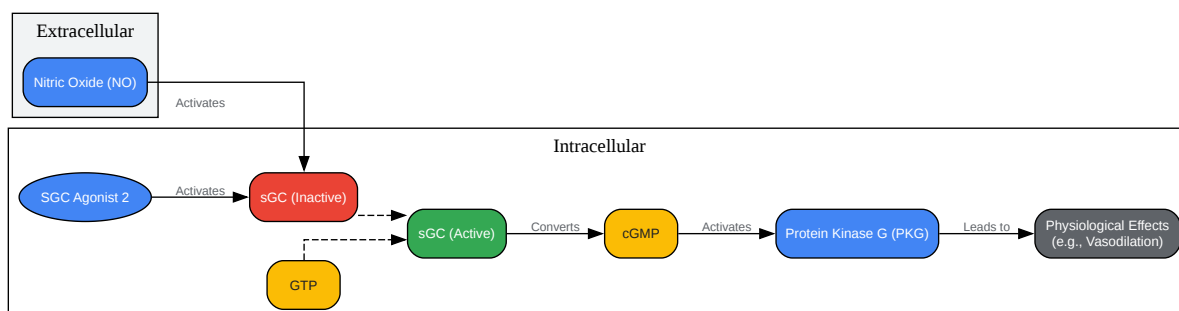 Extracellular
Nitric Oxide (NO)
Activates
Intracellular
SGC Agonist 2
Activates
sGC (Inactive)
sGC (Active)
Converts
cGMP
Activates
Protein Kinase G (PKG)
Leads to
Physiological Effects
(e.g., Vasodilation)
GTP